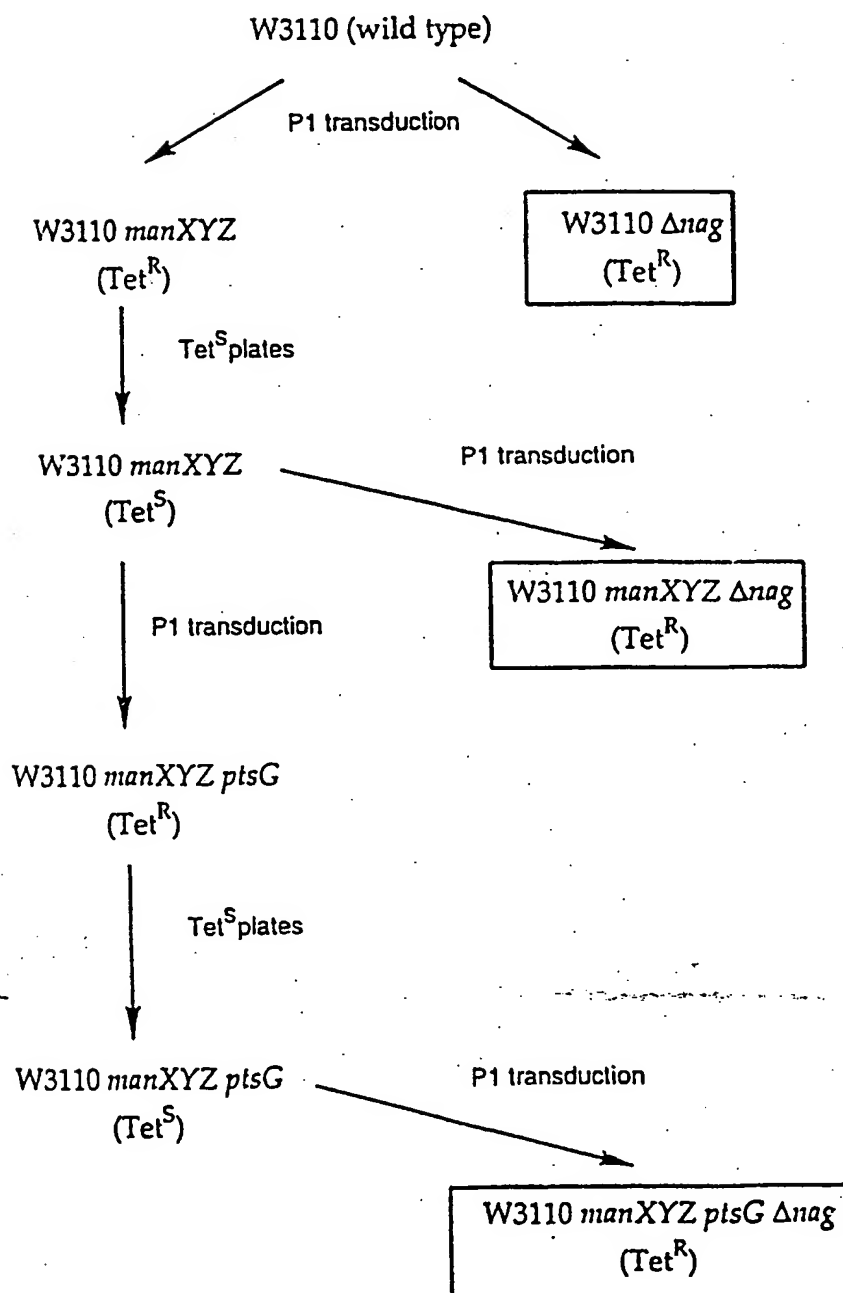 W3110 (wild type)
P1 transduction
W3110 manXYZ
(Tet^R)
W3110 Δnag
(Tet^R)
Tet^S plates
W3110 manXYZ
(Tet^S)
P1 transduction
W3110 manXYZ Δnag
(Tet^R)
P1 transduction
W3110 manXYZ ptsG
(Tet^R)
Tet^S plates
W3110 manXYZ ptsG
(Tet^S)
P1 transduction
W3110 manXYZ ptsG Δnag
(Tet^R)